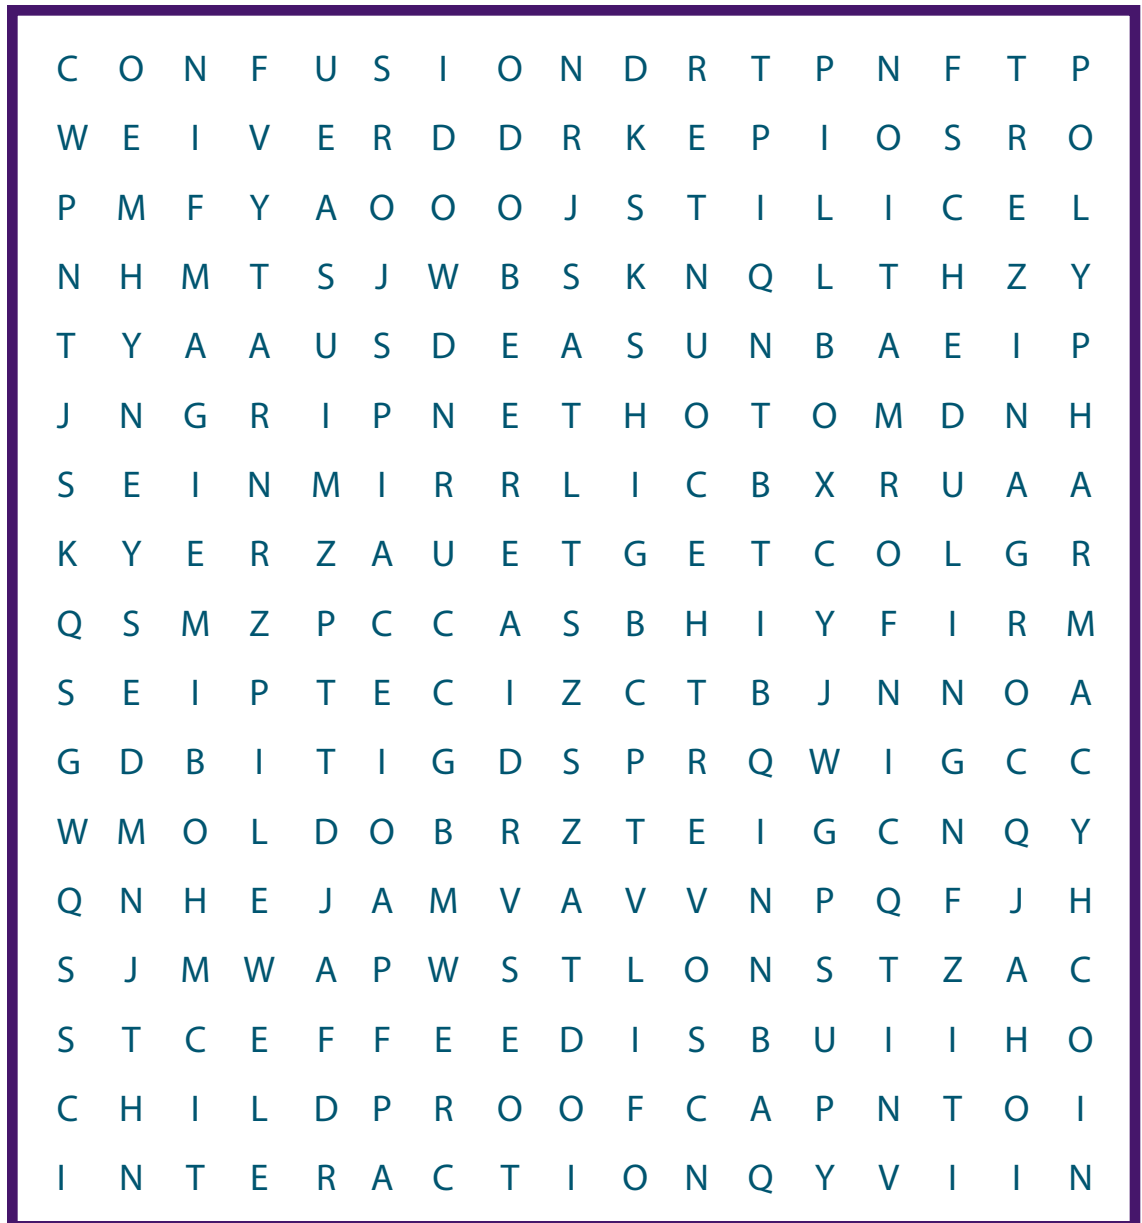 C O N F U S I O N D R T P N F T P
W E I V E R D D R K E P I O S R O
P M F Y A O O O J S T I L I C E L
N H M T S J W B S K N Q L T H Z Y
T Y A A U S D E A S U N B A E I P
J N G R I P N E T H O T O M D N H
S E I N M I R R L I C B X R U A A
K Y E R Z A U E T G E T C O L G R
Q S M Z P C C A S B H I Y F I R M
S E I P T E C I Z C T B J N N O A
G D B I T I G D S P R Q W I G C C
W M O L D O B R Z T E I G C N Q Y
Q N H E J A M V A V V N P Q F J H
S J M W A P W S T L O N S T Z A C
S T C E F F E E D I S B U I I H O
C H I L D P R O O F C A P N T O I
I N T E R A C T I O N Q Y V I I N